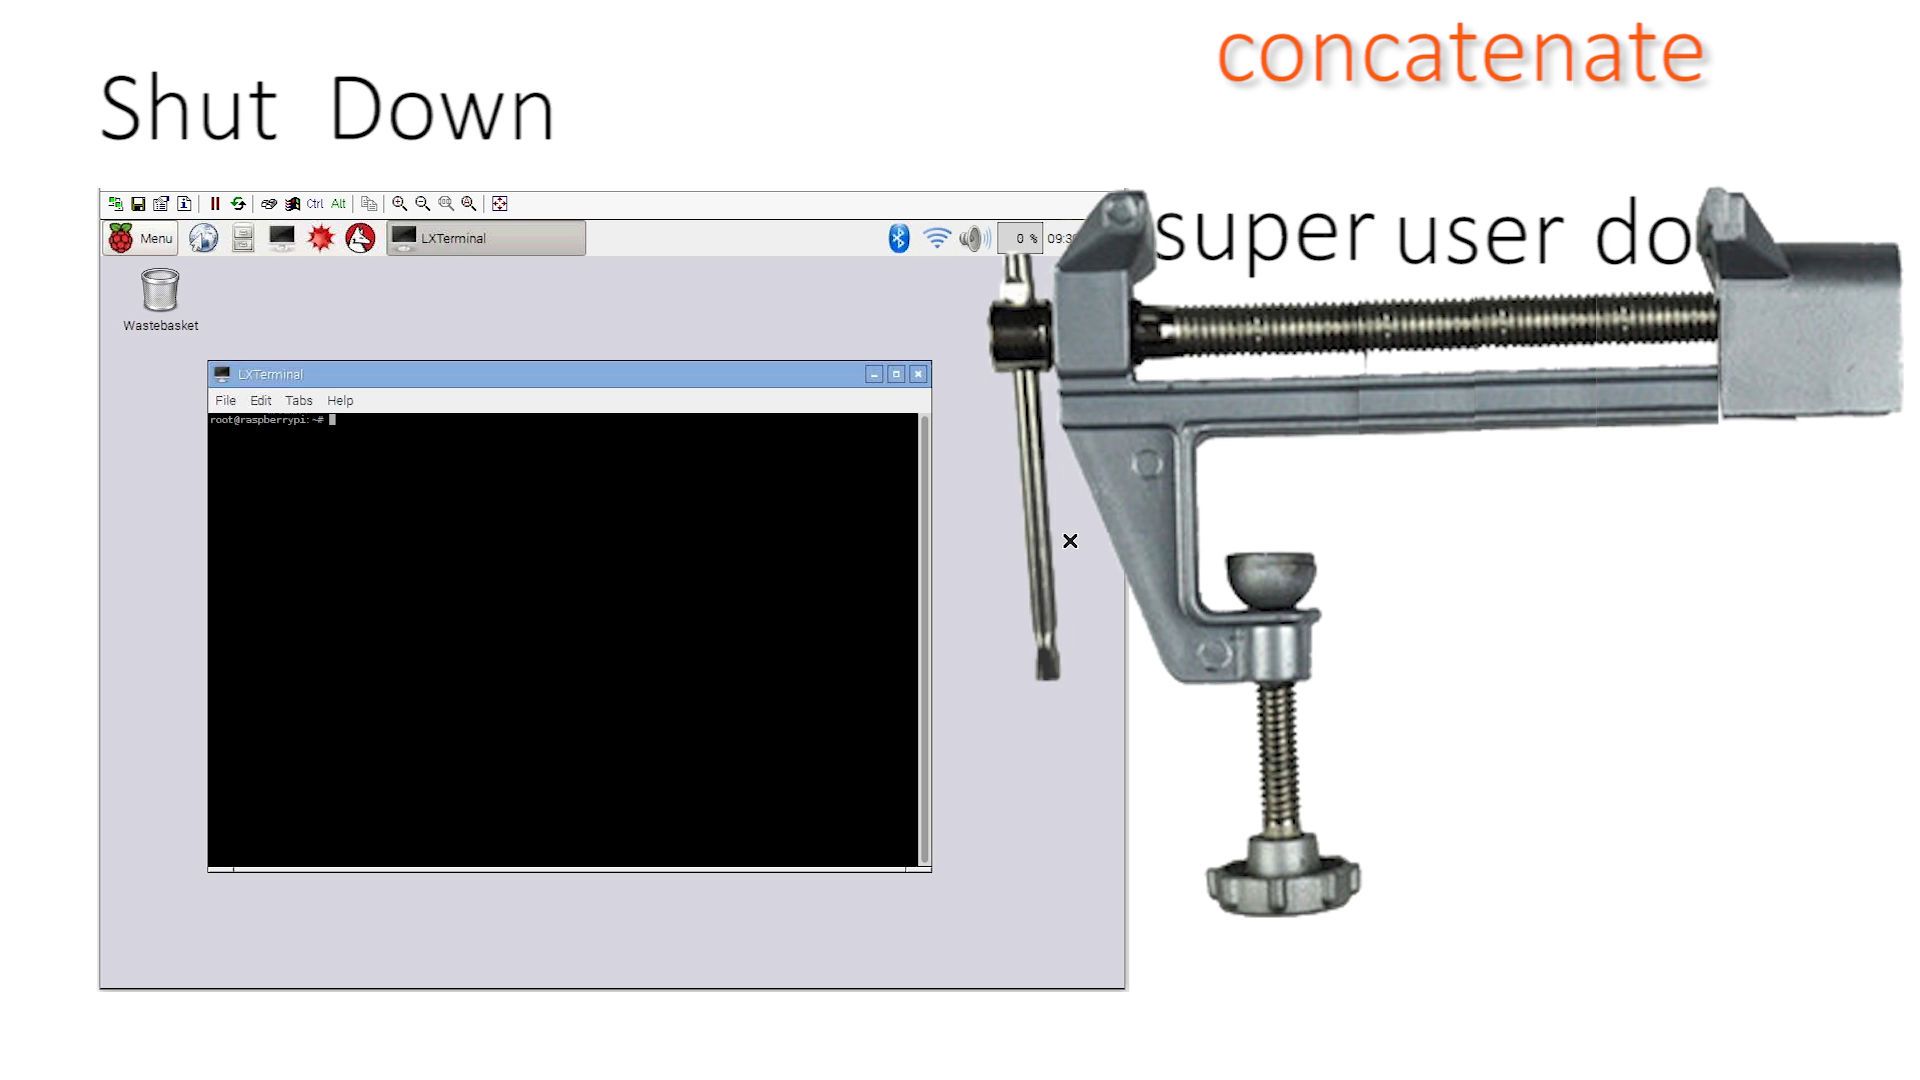 concatenate
Shut Down
super user do
Ctrl Alt
Menu
LXTerminal
0 %
Wastebasket
LXTerminal
File Edit Tabs Help
root@raspberrypi:~#